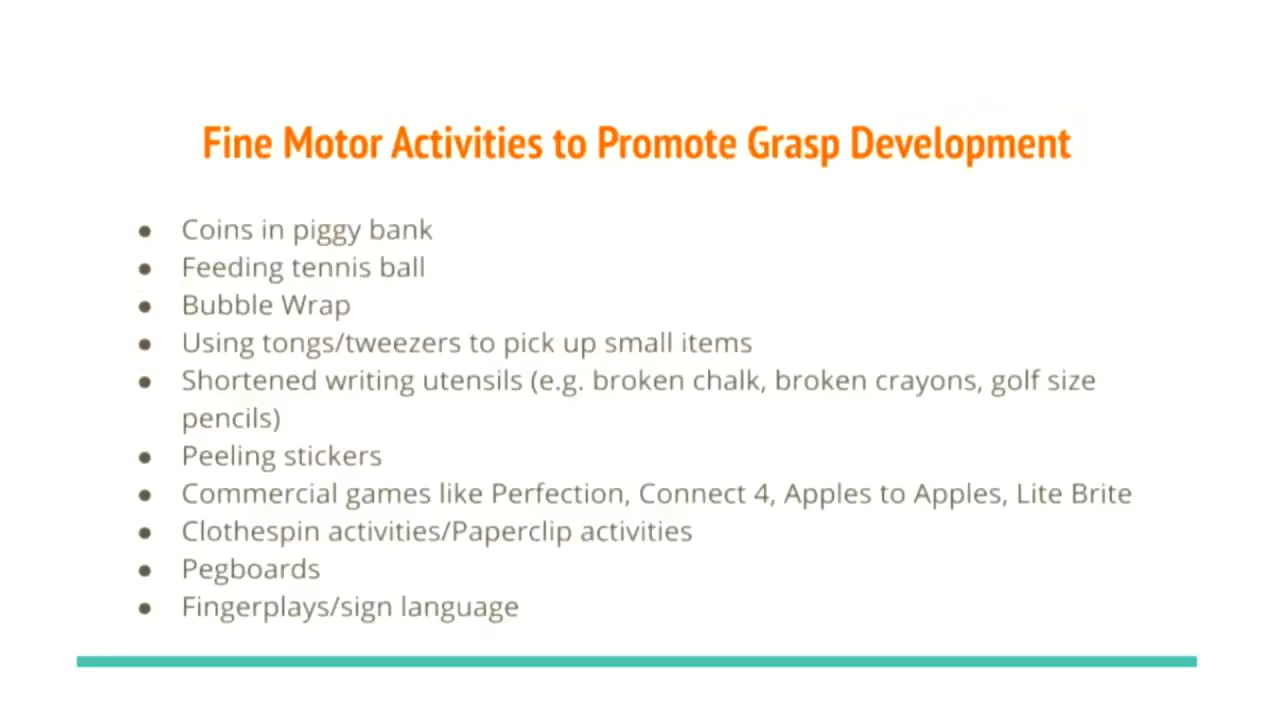 Fine Motor Activities to Promote Grasp Development
● Coins in piggy bank
● Feeding tennis ball
● Bubble Wrap
● Using tongs/tweezers to pick up small items
● Shortened writing utensils (e.g. broken chalk, broken crayons, golf size
pencils)
● Peeling stickers
● Commercial games like Perfection, Connect 4, Apples to Apples, Lite Brite
● Clothespin activities/Paperclip activities
● Pegboards
● Fingerplays/sign language